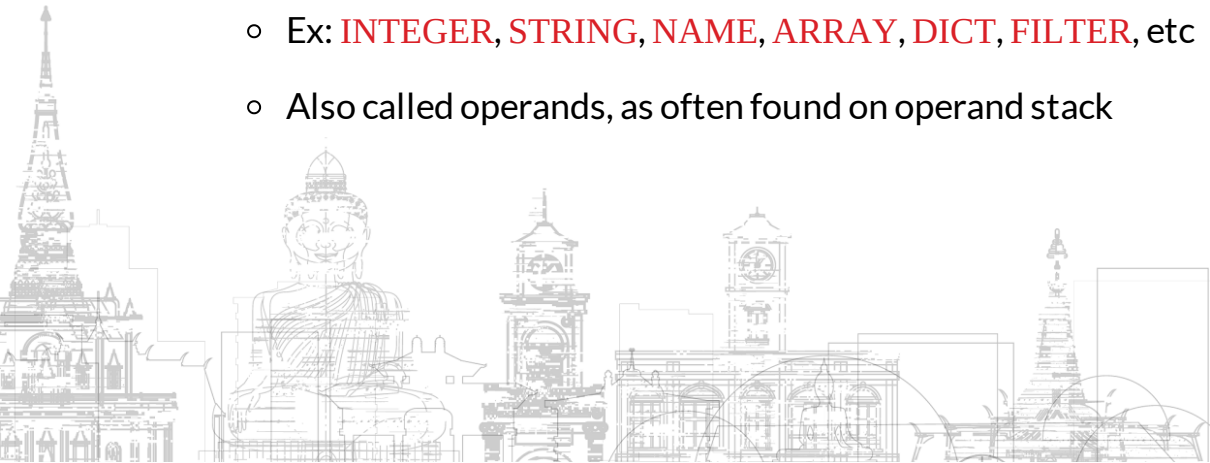 Ex: INTEGER, STRING, NAME, ARRAY, DICT, FILTER, etc
Also called operands, as often found on operand stack